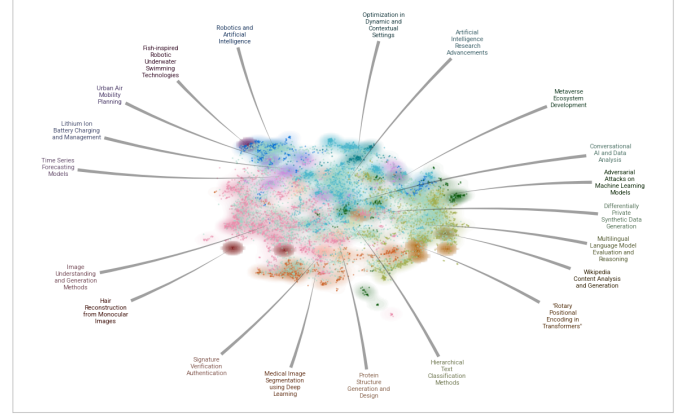 Optimization in
Dynamic and
Contextual
Settings
Robotics and
Artificial
Intelligence
Artificial
Intelligence
Research
Advancements
Fish-inspired
Robotic
Underwater
Swimming
Technologies
Urban Air
Mobility
Planning
Metaverse
Ecosystem
Development
Lithium Ion
Battery Charging
and Management
Conversational
AI and Data
Analysis
Time Series
Forecasting
Models
Adversarial
Attacks on
Machine Learning
Models
Differentially
Private
Synthetic Data
Generation
Multilingual
Language Model
Evaluation and
Reasoning
Image
Understanding
and Generation
Methods
Wikipedia
Content Analysis
and Generation
Hair
Reconstruction
from Monocular
Images
"Rotary
Positional
Encoding in
Transformers"
Signature
Verification
Authentication
Medical Image
Segmentation
using Deep
Learning
Protein
Structure
Generation and
Design
Hierarchical
Text
Classification
Methods